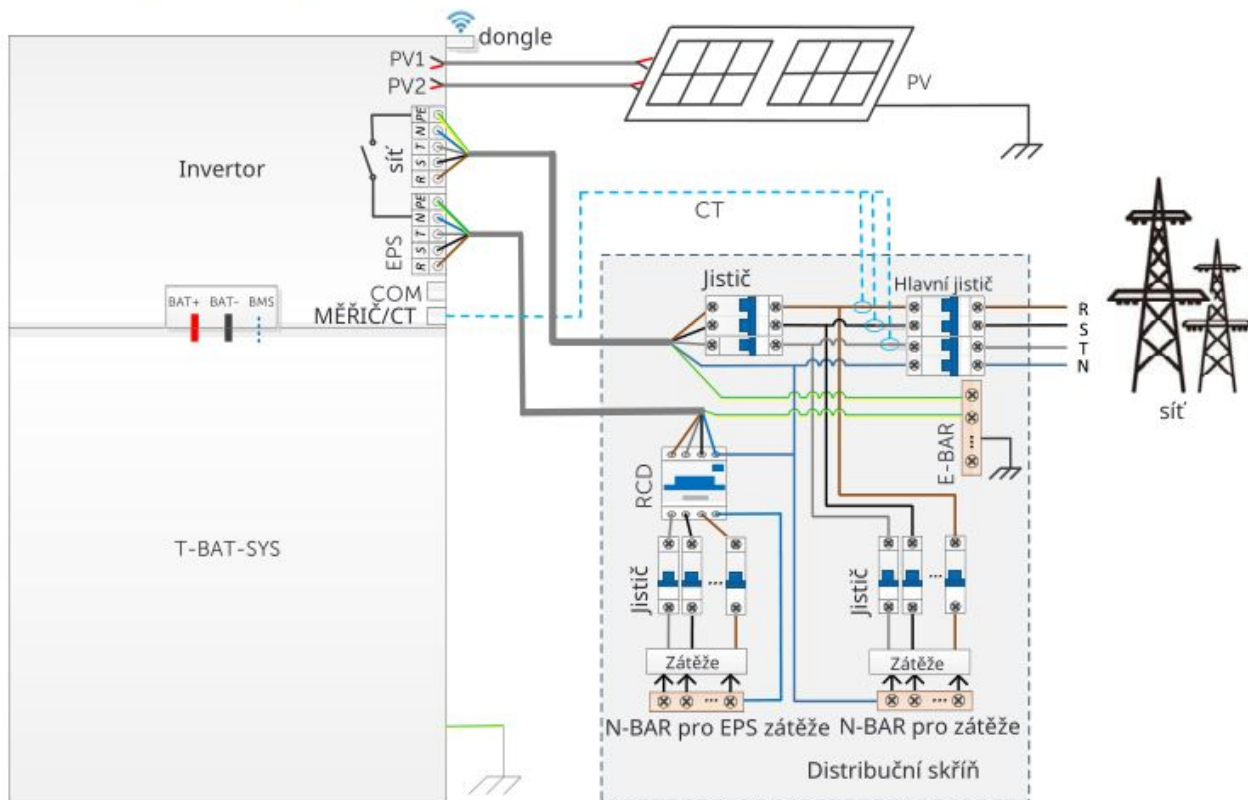 dongle
PV1
PV2
PV
PE
N
T
S
R
síť
Invertor
CT
PE
N
T
S
R
EPS
COM
MĚŘIČ/CT
BAT+ BAT- BMS
Jistič
Hlavní jistič
R
S
T
N
síť
E-BAR
RCD
T-BAT-SYS
Jistič
...
Jistič
...
...
Zátěže
Zátěže
...
...
N-BAR pro EPS zátěže
N-BAR pro zátěže
Distribuční skříň